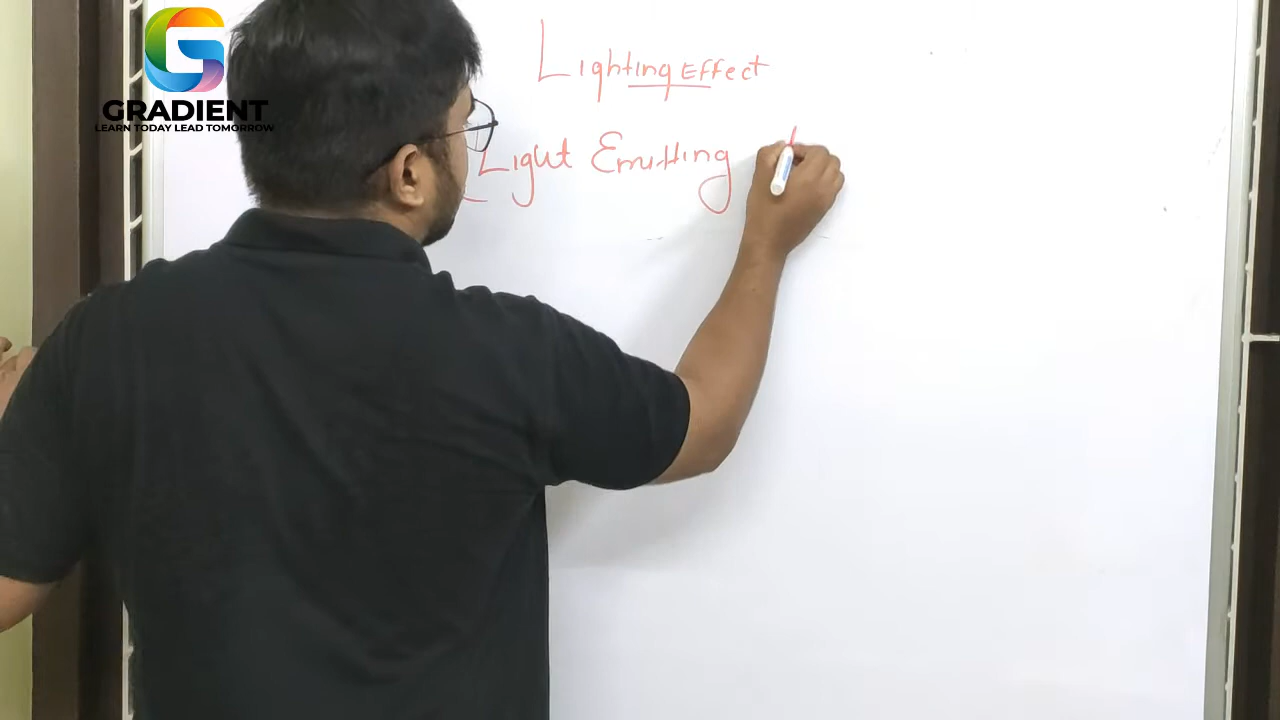 GRADIENT
LEARN TODAY LEAD TOMORROW
Lighting Effect
Light Emitting